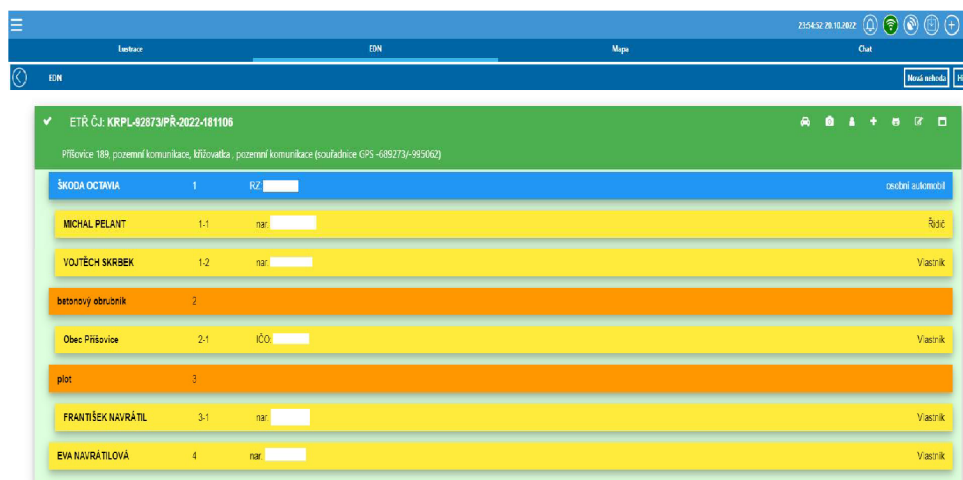 23:54:52 20.10.2022
Lustrace EDN Mapa Chat
EDN Nová nehoda
ETŘ ČJ: KRPL-92873/PŘ-2022-181106
Příšovice 189, pozemní komunikace, křižovatka , pozemní komunikace (souřadnice GPS -689273/-995062)
ŠKODA OCTAVIA 1 RZ: osobní automobil
MICHAL PELANT 1-1 nar. Řidič
VOJTĚCH SKRBEK 1-2 nar. Vlastník
betonový obrubník 2
Obec Příšovice 2-1 IČO: Vlastník
plot 3
FRANTIŠEK NAVRÁTIL 3-1 nar. Vlastník
EVA NAVRÁTILOVÁ 4 nar. Vlastník